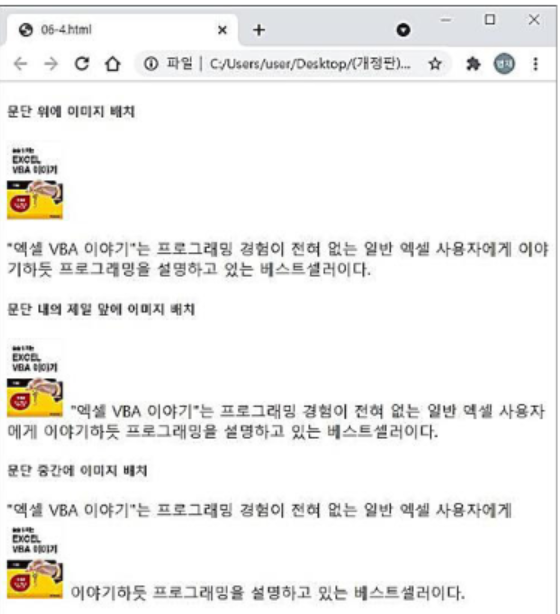 06-4.html
파일 | C:/Users/user/Desktop/(개정판)...
문단 위에 이미지 배치
EXCEL
VBA 이야기
"엑셀 VBA 이야기"는 프로그래밍 경험이 전혀 없는 일반 엑셀 사용자에게 이야
기하듯 프로그래밍을 설명하고 있는 베스트셀러이다.
문단 내의 제일 앞에 이미지 배치
EXCEL
VBA 이야기
"엑셀 VBA 이야기"는 프로그래밍 경험이 전혀 없는 일반 엑셀 사용자
에게 이야기하듯 프로그래밍을 설명하고 있는 베스트셀러이다.
문단 중간에 이미지 배치
"엑셀 VBA 이야기"는 프로그래밍 경험이 전혀 없는 일반 엑셀 사용자에게
EXCEL
VBA 이야기
이야기하듯 프로그래밍을 설명하고 있는 베스트셀러이다.